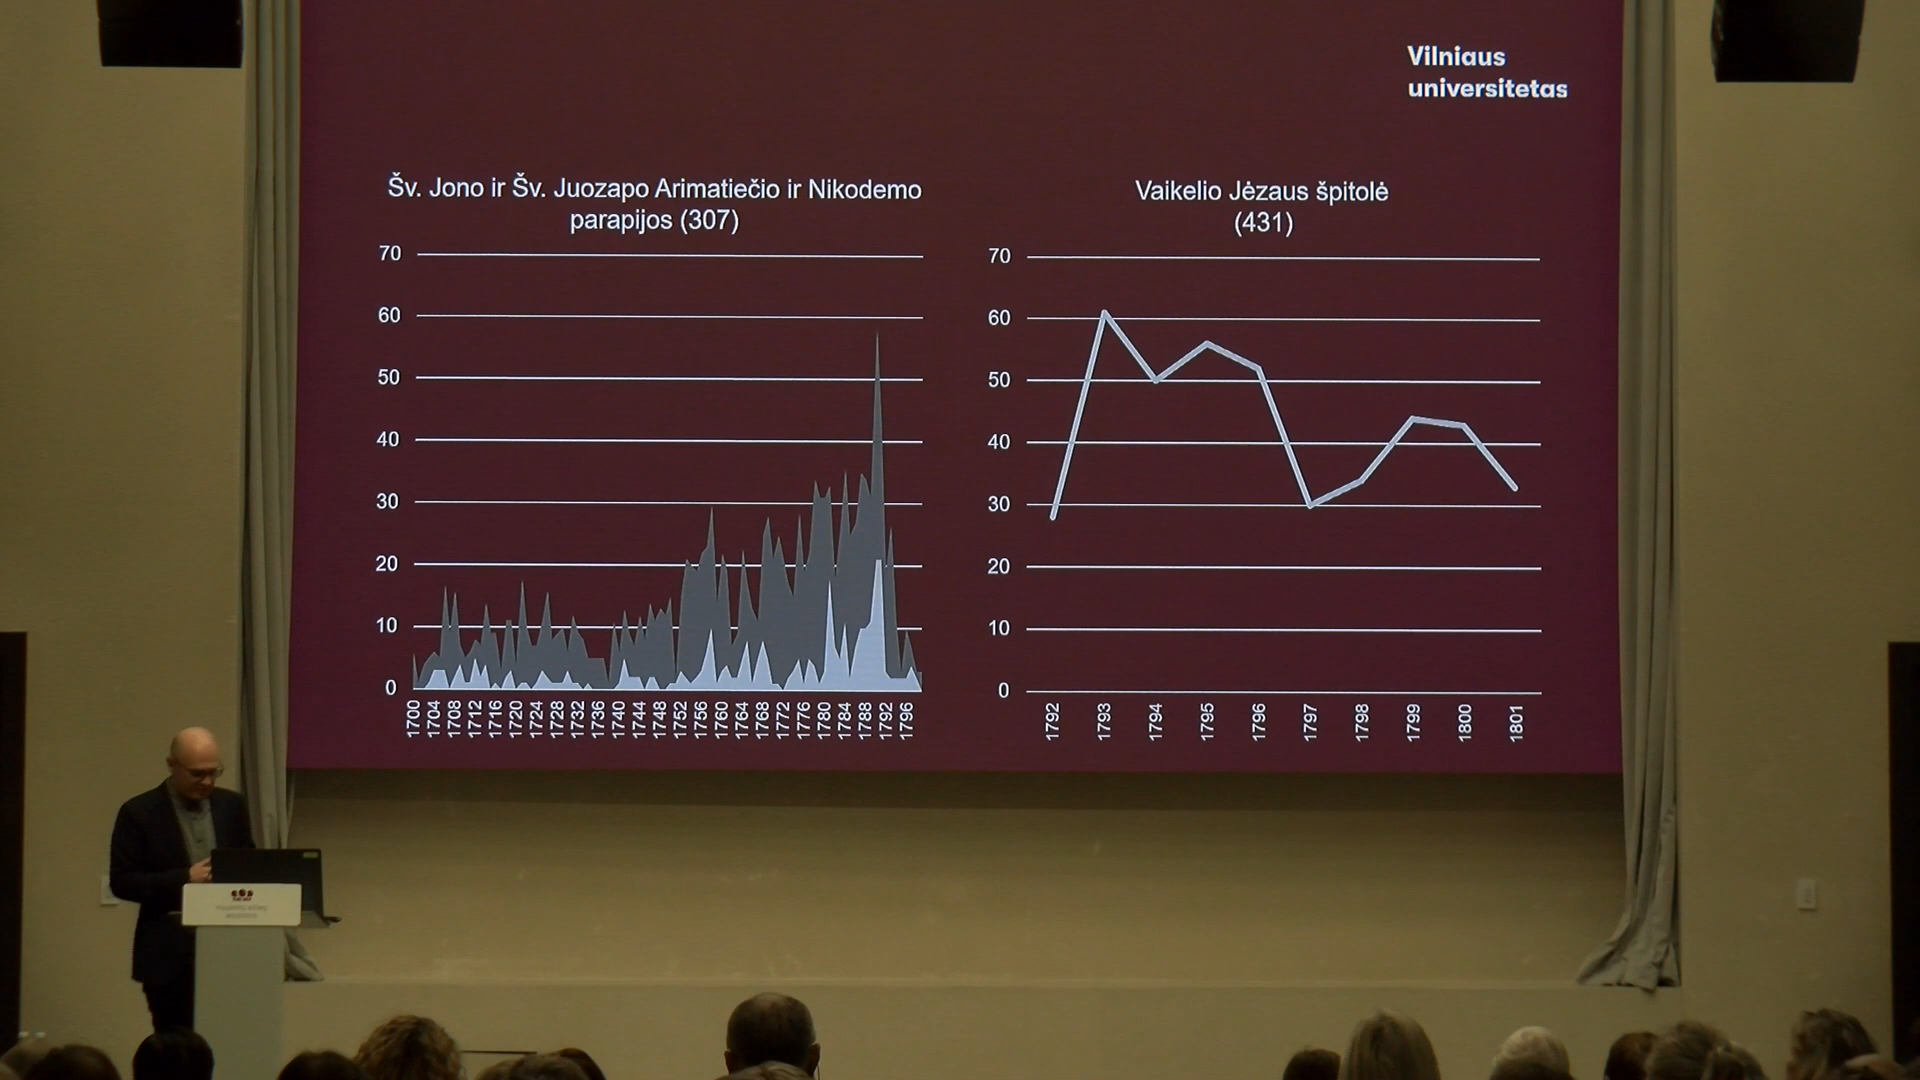 Vilniaus
universitetas
Šv. Jono ir Šv. Juozapo Arimatiečio ir Nikodemo
parapijos (307)
70
60
50
40
30
20
10
0
1700 1704 1708 1712 1716 1720 1724 1728 1732 1736 1740 1744 1748 1752 1756 1760 1764 1768 1772 1776 1780 1784 1788 1792 1796
Vaikelio Jėzaus špitolė
(431)
70
60
50
40
30
20
10
0
1792 1793 1794 1795 1796 1797 1798 1799 1800 1801